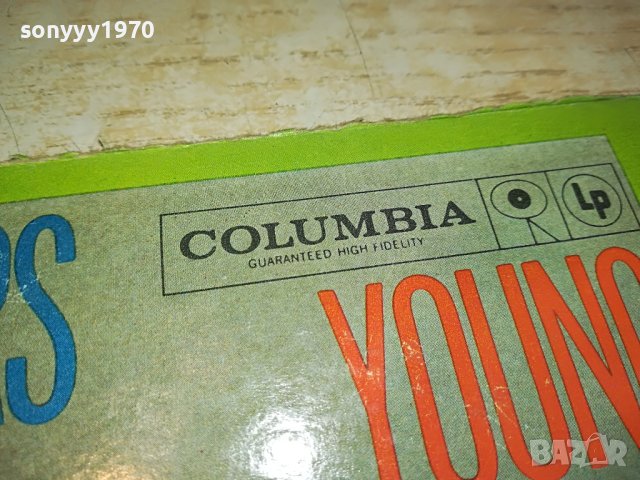 sonyyy1970
COLUMBIA
GUARANTEED HIGH FIDELITY
Lp
RS
YOUNG
BAZAR